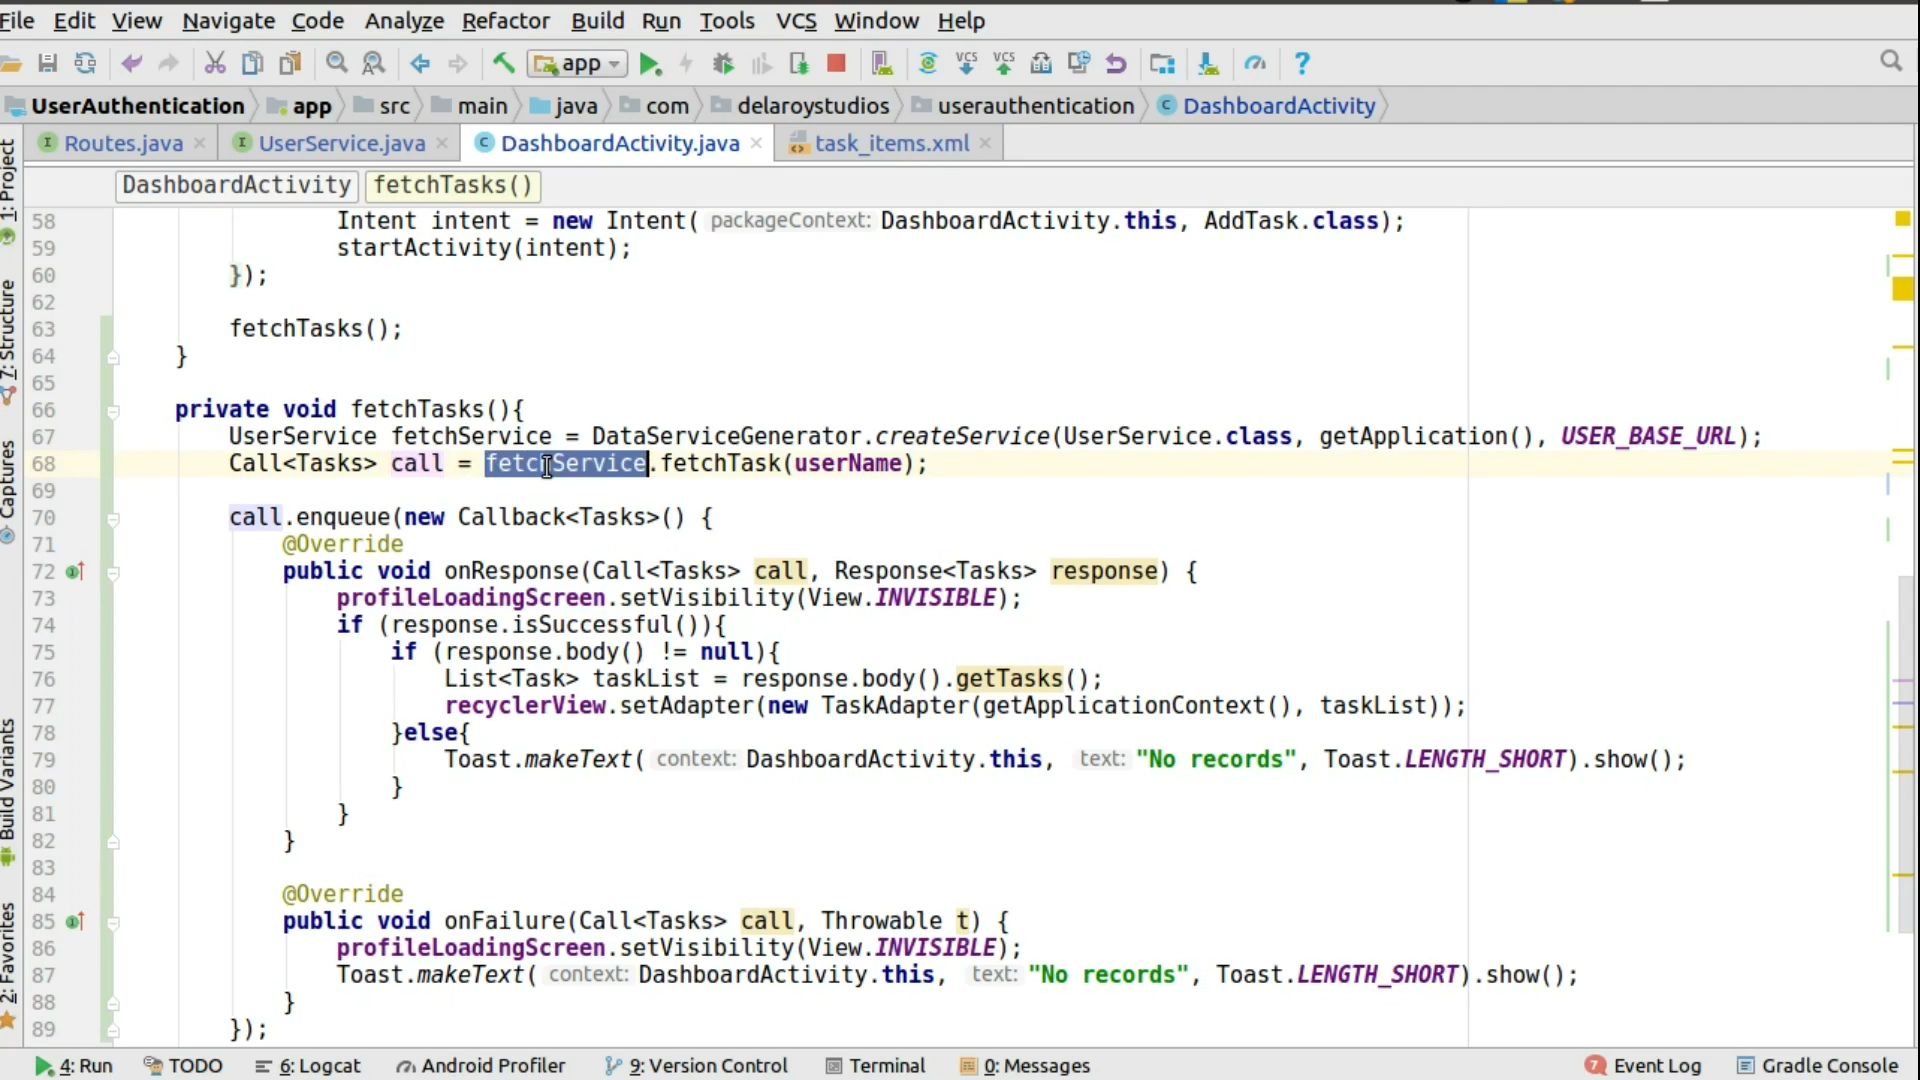 File Edit View Navigate Code Analyze Refactor Build Run Tools VCS Window Help
app VCS VCS ?
UserAuthentication app src main java com delaroystudios userauthentication C DashboardActivity
I Routes.java I UserService.java C DashboardActivity.java task_items.xml
DashboardActivity fetchTasks()
1: Project
7: Structure
Captures
Build Variants
2: Favorites
58 Intent intent = new Intent( packageContext: DashboardActivity.this, AddTask.class);
59 startActivity(intent);
60 });
62
63 fetchTasks();
64 }
65
66 private void fetchTasks(){
67 UserService fetchService = DataServiceGenerator.createService(UserService.class, getApplication(), USER_BASE_URL);
68 Call<Tasks> call = fetchService.fetchTask(userName);
69
70 call.enqueue(new Callback<Tasks>() {
71 @Override
72 public void onResponse(Call<Tasks> call, Response<Tasks> response) {
73 profileLoadingScreen.setVisibility(View.INVISIBLE);
74 if (response.isSuccessful()){
75 if (response.body() != null){
76 List<Task> taskList = response.body().getTasks();
77 recyclerView.setAdapter(new TaskAdapter(getApplicationContext(), taskList));
78 }else{
79 Toast.makeText( context: DashboardActivity.this, text: "No records", Toast.LENGTH_SHORT).show();
80 }
81 }
82 }
83
84 @Override
85 public void onFailure(Call<Tasks> call, Throwable t) {
86 profileLoadingScreen.setVisibility(View.INVISIBLE);
87 Toast.makeText( context: DashboardActivity.this, text: "No records", Toast.LENGTH_SHORT).show();
88 }
89 });
4: Run TODO 6: Logcat Android Profiler 9: Version Control Terminal 0: Messages 7 Event Log Gradle Console